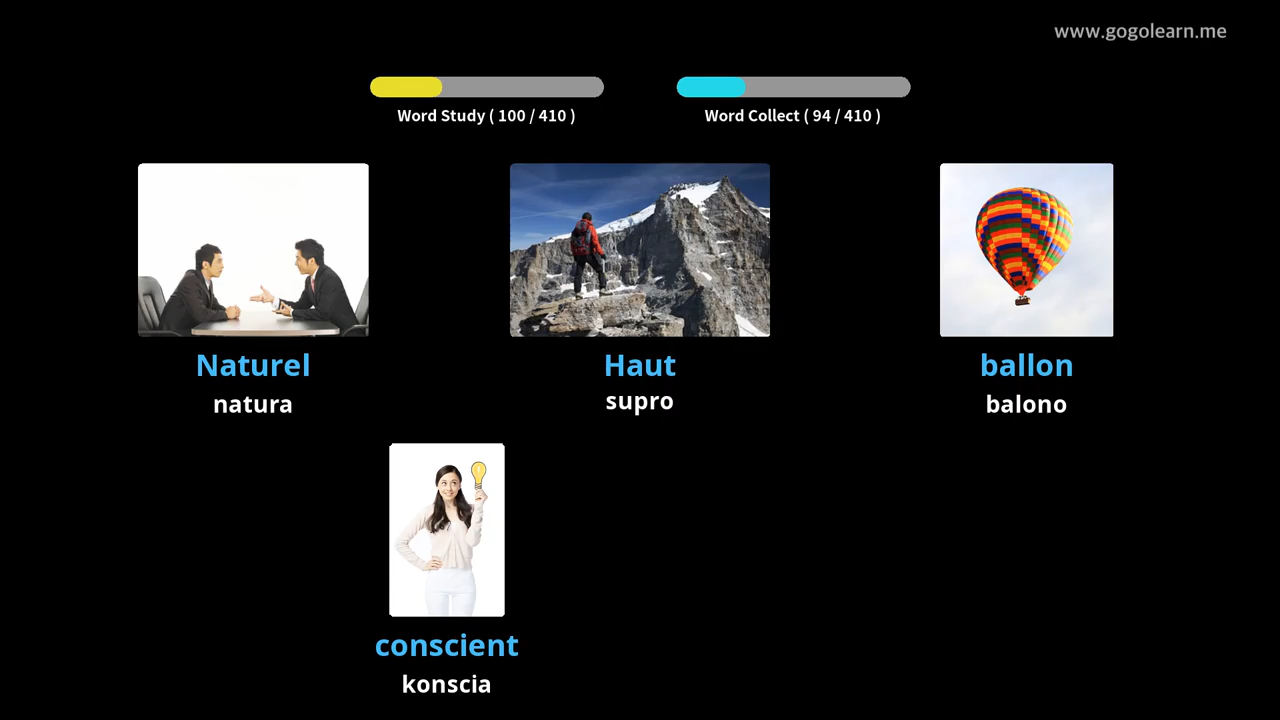 www.gogolearn.me
Word Study ( 100 / 410 )
Word Collect ( 94 / 410 )
Naturel
natura
Haut
supro
ballon
balono
conscient
konscia